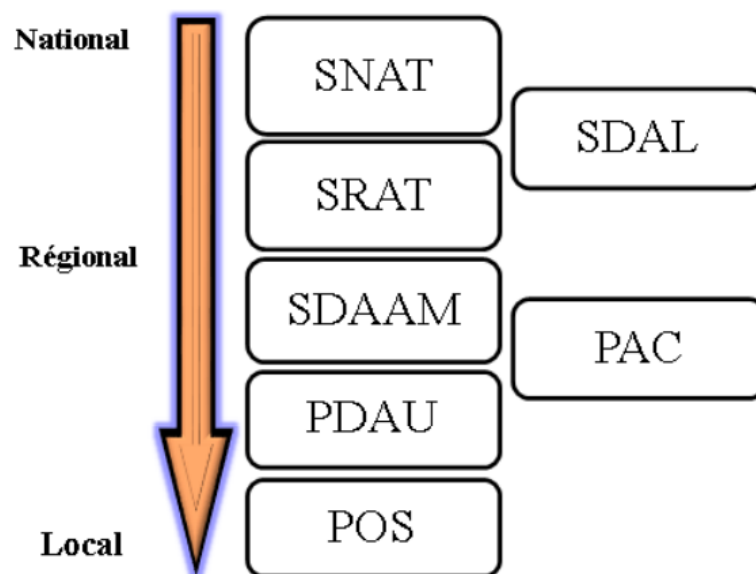 National
SNAT
SDAL
SRAT
Régional
SDAAM
PAC
PDAU
POS
Local